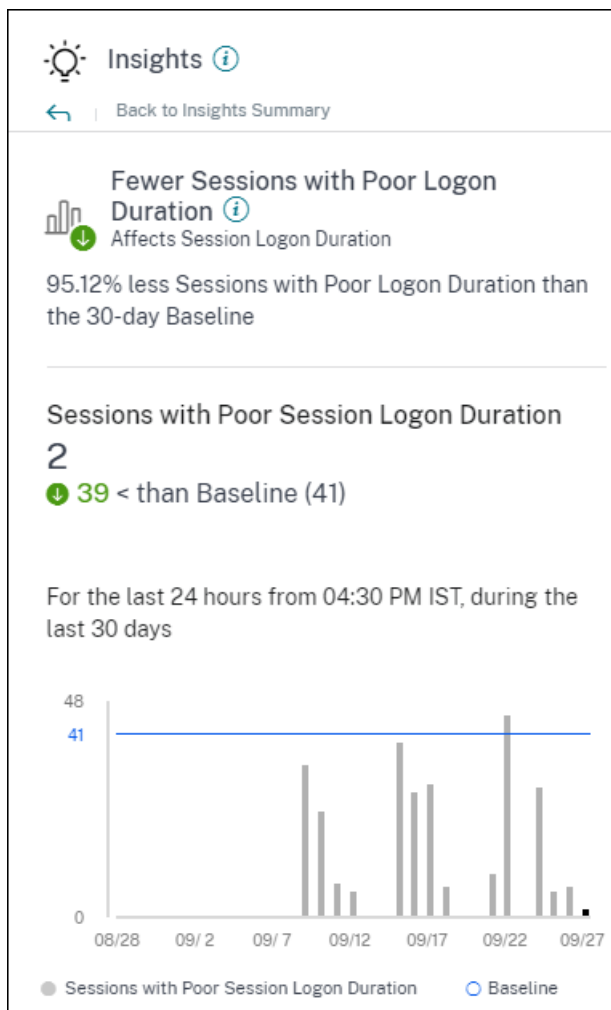 Insights
Back to Insights Summary
Fewer Sessions with Poor Logon
Duration
Affects Session Logon Duration
95.12% less Sessions with Poor Logon Duration than
the 30-day Baseline
Sessions with Poor Session Logon Duration
2
39 < than Baseline (41)
For the last 24 hours from 04:30 PM IST, during the
last 30 days
48
41
0
08/28 09/ 2 09/ 7 09/12 09/17 09/22 09/27
Sessions with Poor Session Logon Duration Baseline